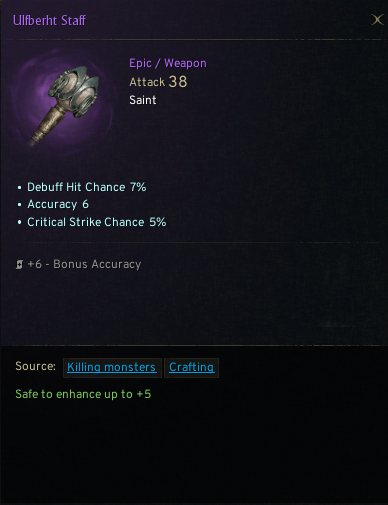 Ulfberht Staff
Epic / Weapon
Attack 38
Saint
• Debuff Hit Chance 7%
• Accuracy 6
• Critical Strike Chance 5%
+6 - Bonus Accuracy
Source: Killing monsters Crafting
Safe to enhance up to +5